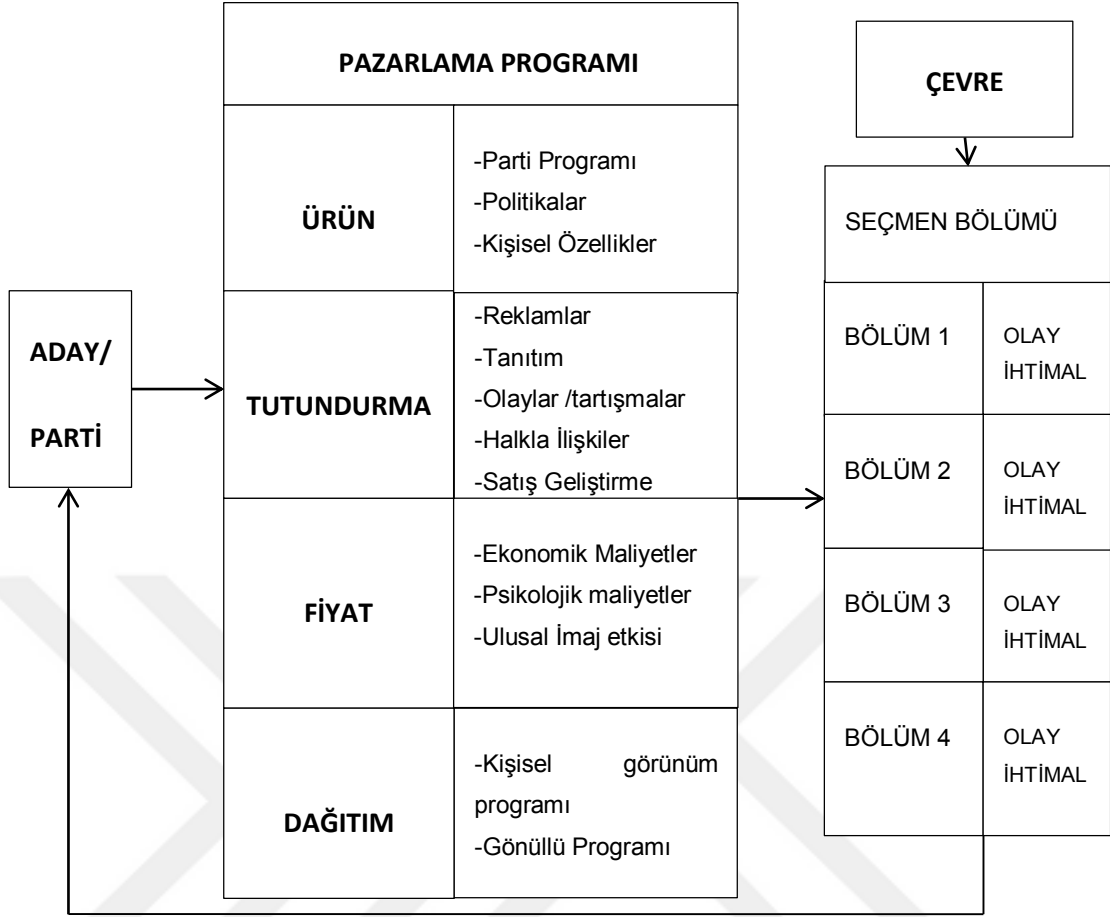 ADAY/
PARTİ
PAZARLAMA PROGRAMI
ÜRÜN
-Parti Programı
-Politikalar
-Kişisel Özellikler
TUTUNDURMA
-Reklamlar
-Tanıtım
-Olaylar /tartışmalar
-Halkla İlişkiler
-Satış Geliştirme
FİYAT
-Ekonomik Maliyetler
-Psikolojik maliyetler
-Ulusal İmaj etkisi
DAĞITIM
-Kişisel görünüm
programı
-Gönüllü Programı
ÇEVRE
SEÇMEN BÖLÜMÜ
BÖLÜM 1
OLAY
İHTİMAL
BÖLÜM 2
OLAY
İHTİMAL
BÖLÜM 3
OLAY
İHTİMAL
BÖLÜM 4
OLAY
İHTİMAL